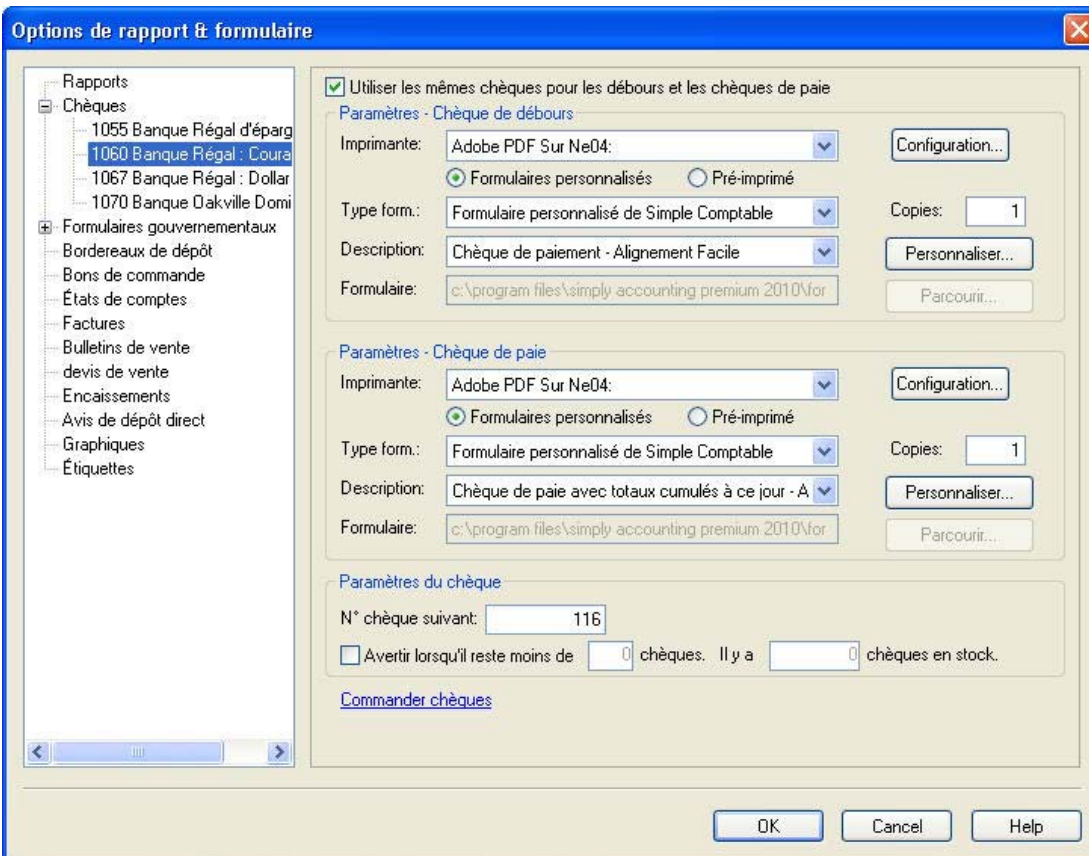 Options de rapport & formulaire
Rapports
Chèques
1055 Banque Régal d'éparg
1060 Banque Régal : Coura
1067 Banque Régal : Dollar
1070 Banque Oakville Domi
Formulaires gouvernementaux
Bordereaux de dépôt
Bons de commande
États de comptes
Factures
Bulletins de vente
devis de vente
Encaissements
Avis de dépôt direct
Graphiques
Étiquettes
Utiliser les mêmes chèques pour les débours et les chèques de paie
Paramètres - Chèque de débours
Imprimante: Adobe PDF Sur Ne04: Configuration...
Formulaires personnalisés Pré-imprimé
Type form.: Formulaire personnalisé de Simple Comptable Copies: 1
Description: Chèque de paiement - Alignement Facile Personnaliser...
Formulaire: c:\program files\simply accounting premium 2010\for Parcourir...
Paramètres - Chèque de paie
Imprimante: Adobe PDF Sur Ne04: Configuration...
Formulaires personnalisés Pré-imprimé
Type form.: Formulaire personnalisé de Simple Comptable Copies: 1
Description: Chèque de paie avec totaux cumulés à ce jour - A Personnaliser...
Formulaire: c:\program files\simply accounting premium 2010\for Parcourir...
Paramètres du chèque
N° chèque suivant: 116
Avertir lorsqu'il reste moins de 0 chèques. Il y a 0 chèques en stock.
Commander chèques
OK Cancel Help